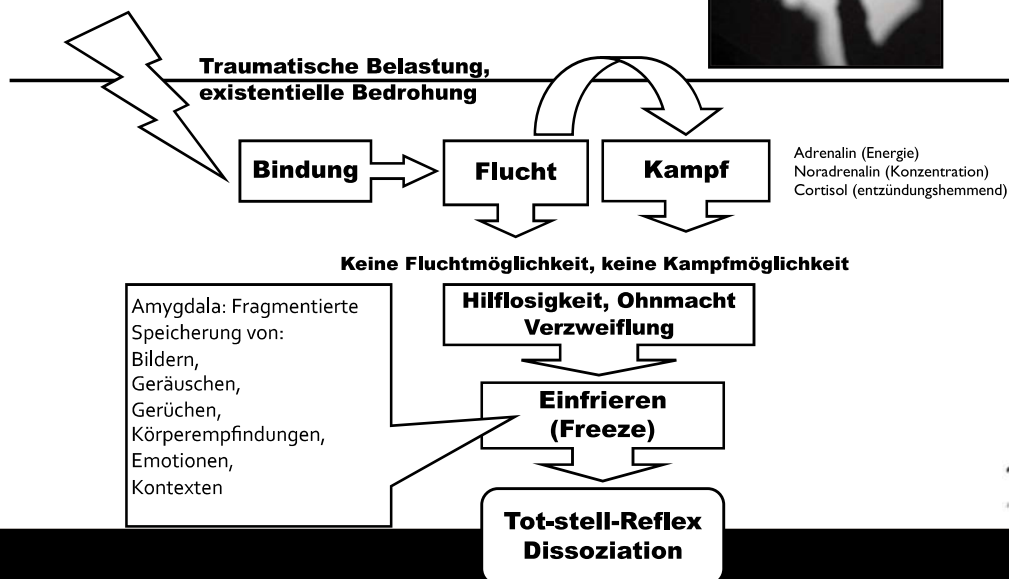 Traumatische Belastung,
existentielle Bedrohung
Bindung
Flucht
Kampf
Adrenalin (Energie)
Noradrenalin (Konzentration)
Cortisol (entzündungshemmend)
Keine Fluchtmöglichkeit, keine Kampfmöglichkeit
Hilflosigkeit, Ohnmacht
Verzweiflung
Amygdala: Fragmentierte
Speicherung von:
Bildern,
Geräuschen,
Gerüchen,
Körperempfindungen,
Emotionen,
Kontexten
Einfrieren
(Freeze)
Tot-stell-Reflex
Dissoziation